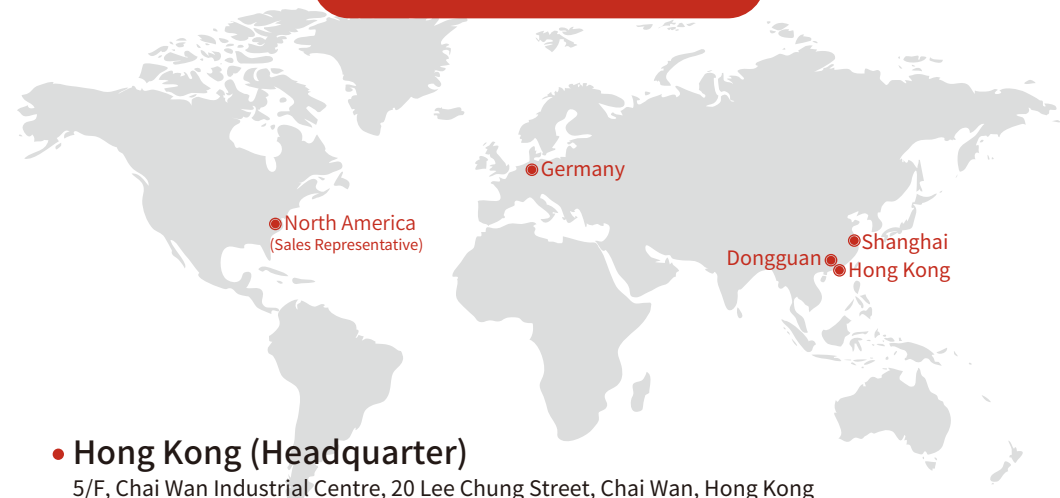 Germany
North America
(Sales Representative)
Shanghai
Dongguan
Hong Kong
• Hong Kong (Headquarter)
5/F, Chai Wan Industrial Centre, 20 Lee Chung Street, Chai Wan, Hong Kong